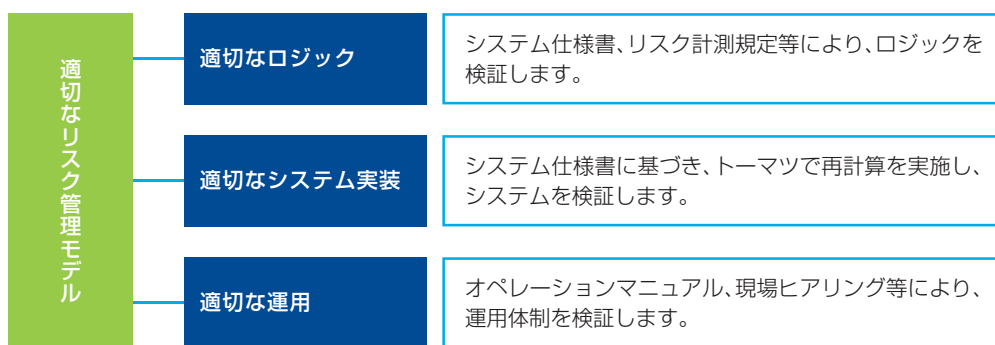 適切なリスク管理モデル
適切なロジック
システム仕様書、リスク計測規定等により、ロジックを
検証します。
適切なシステム実装
システム仕様書に基づき、トーマツで再計算を実施し、
システムを検証します。
適切な運用
オペレーションマニュアル、現場ヒアリング等により、
運用体制を検証します。